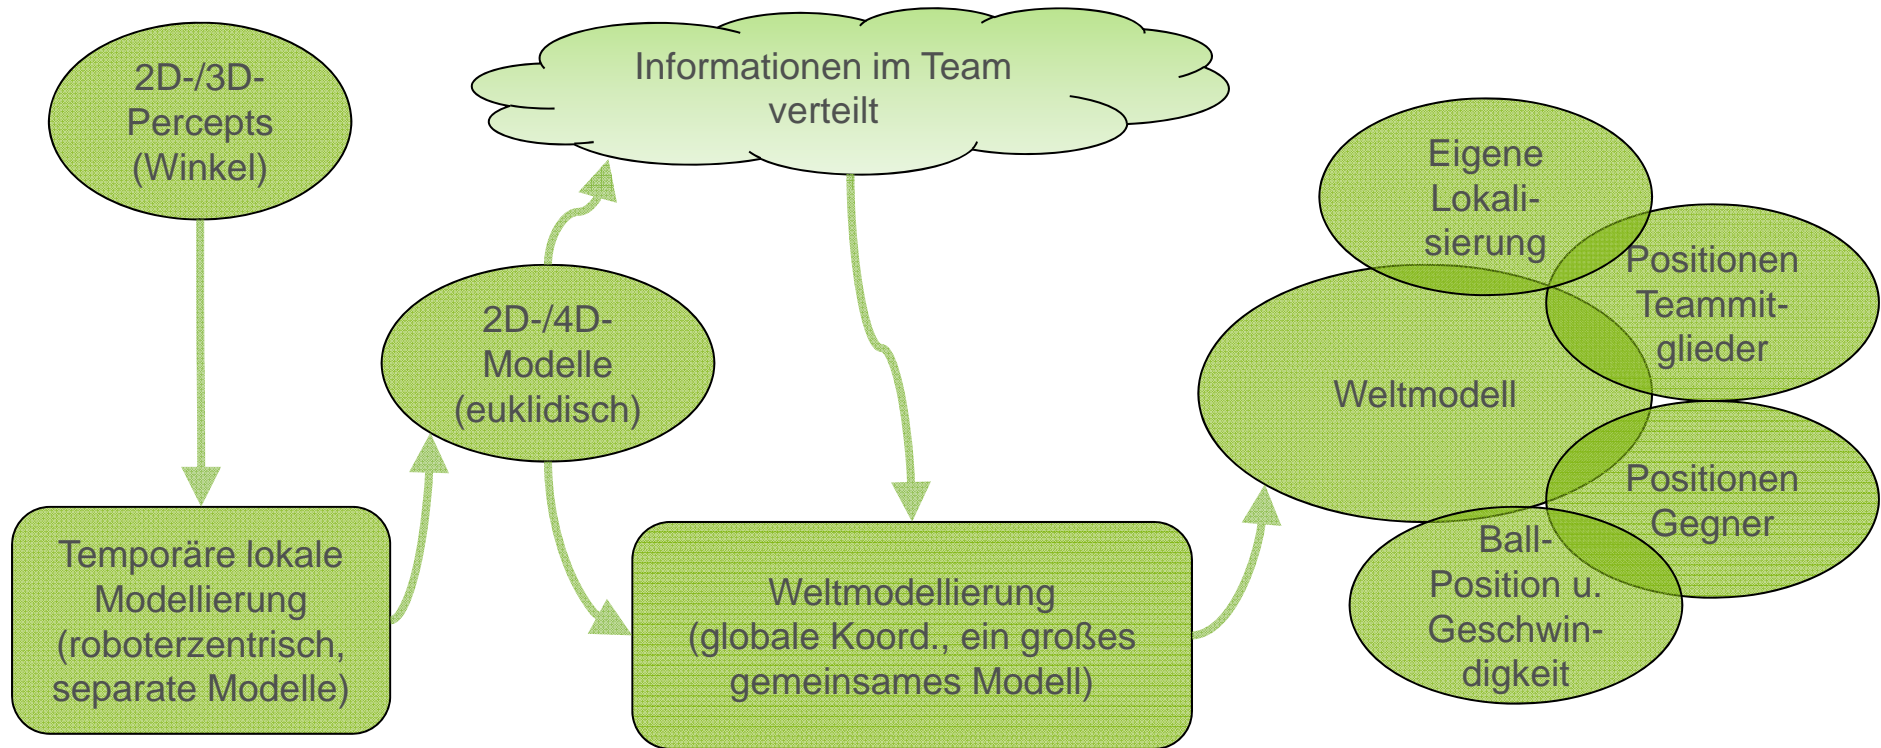 2D-/3D-
Percepts
(Winkel)
Informationen im Team
verteilt
Eigene
Lokali-
sierung
Positionen
Teammit-
glieder
2D-/4D-
Modelle
(euklidisch)
Weltmodell
Positionen
Gegner
Temporäre lokale
Modellierung
(roboterzentrisch,
separate Modelle)
Weltmodellierung
(globale Koord., ein großes
gemeinsames Modell)
Ball-
Position u.
Geschwin-
digkeit